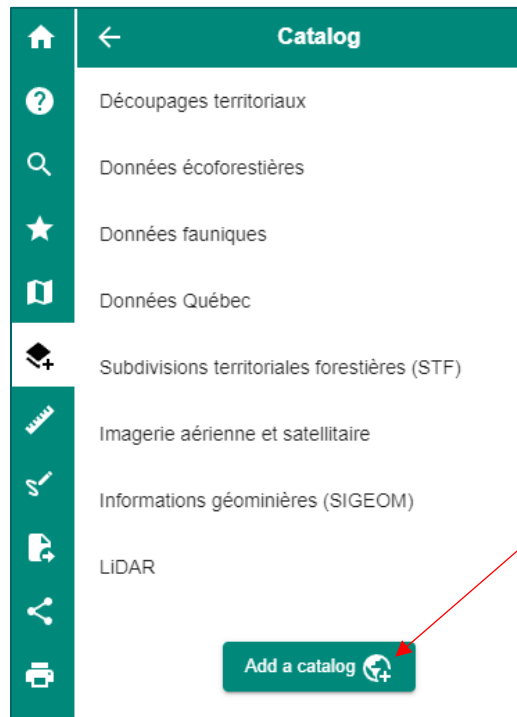 Catalog
Découpages territoriaux
Données écoforestières
Données fauniques
Données Québec
Subdivisions territoriales forestières (STF)
Imagerie aérienne et satellitaire
Informations géominières (SIGEOM)
LiDAR
Add a catalog